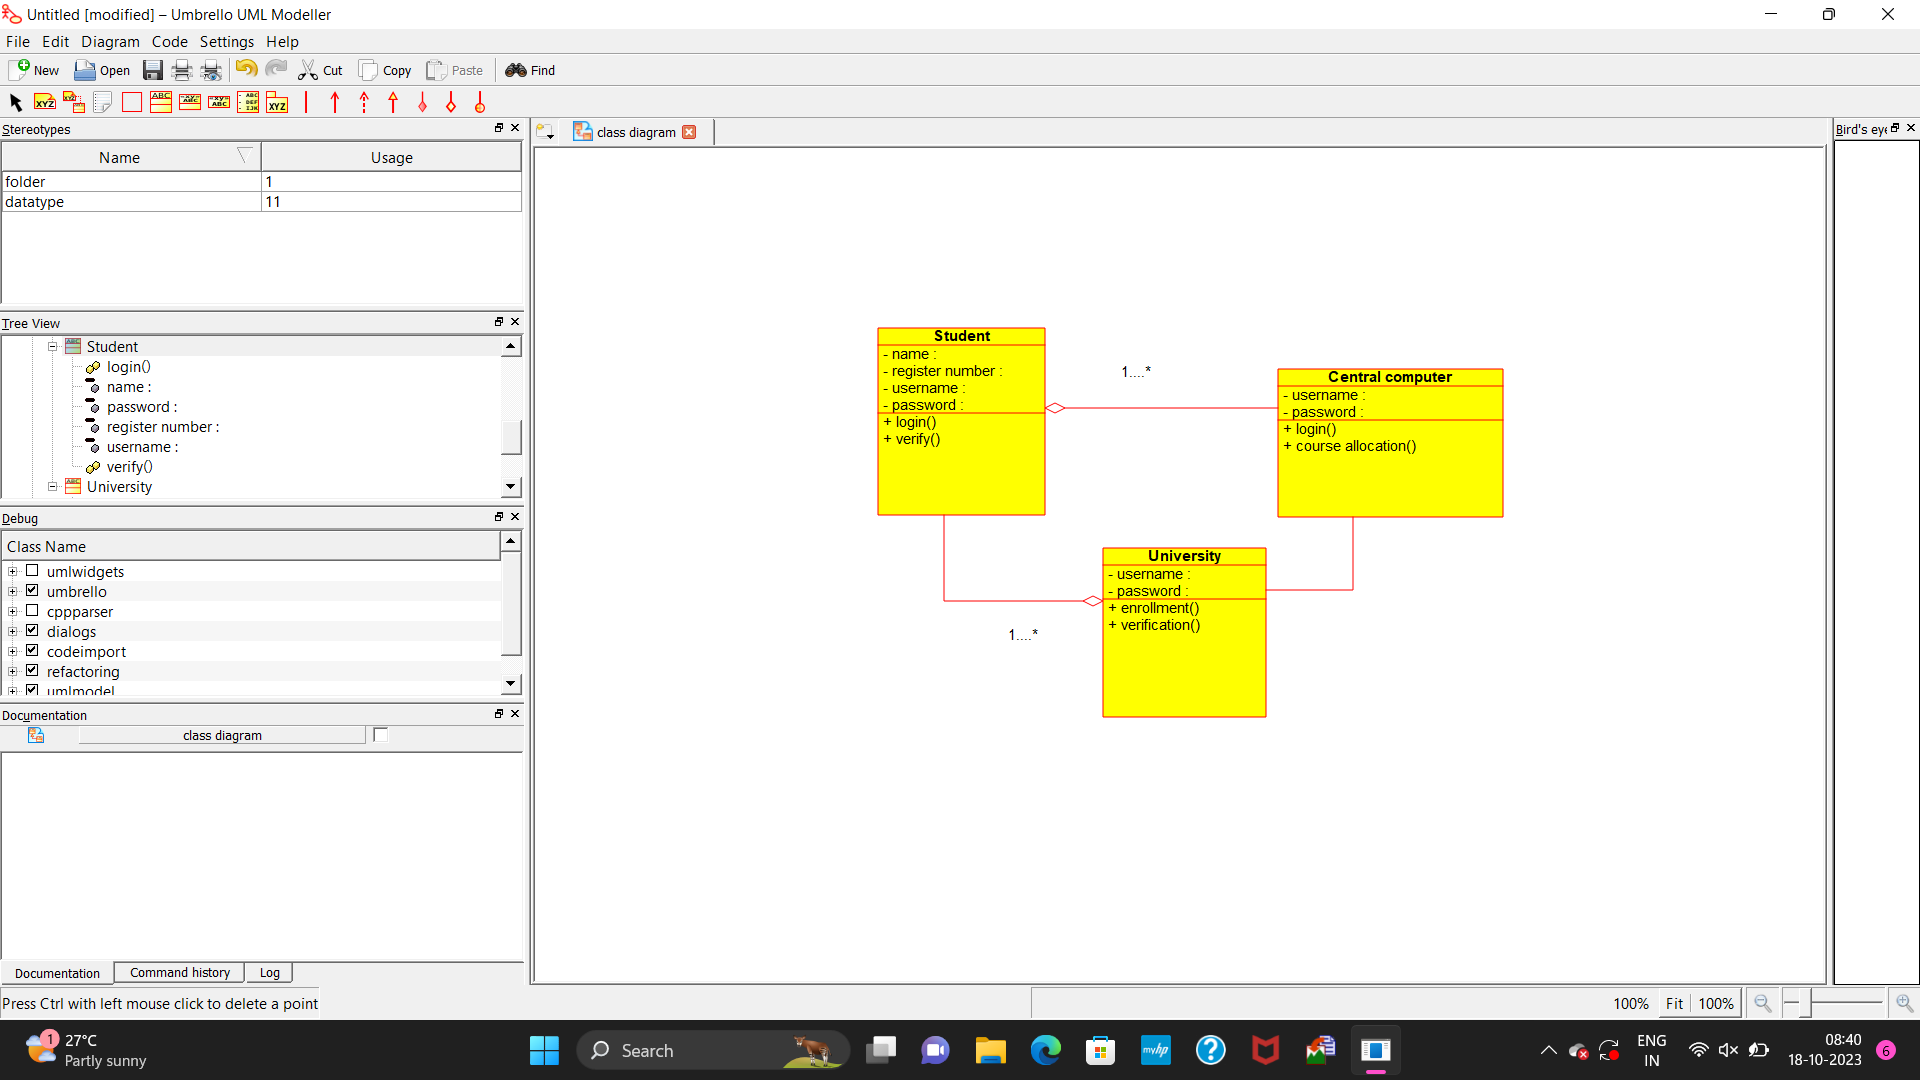 Untitled [modified] – Umbrello UML Modeller
File Edit Diagram Code Settings Help
New Open Cut Copy Paste Find
Stereotypes
Name Usage
folder 1
datatype 11
Tree View
Student
login()
name :
password :
register number :
username :
verify()
University
Debug
Class Name
umlwidgets
umbrello
cppparser
dialogs
codeimport
refactoring
umlmodel
Documentation
class diagram
Documentation Command history Log
Press Ctrl with left mouse click to delete a point
class diagram
Student
- name :
- register number :
- username :
- password :
+ login()
+ verify()
1....*
Central computer
- username :
- password :
+ login()
+ course allocation()
University
- username :
- password :
+ enrollment()
+ verification()
1....*
Bird's eye
100% Fit 100%
1
27°C
Partly sunny
Search
myhp
ENG
IN
08:40
18-10-2023
6